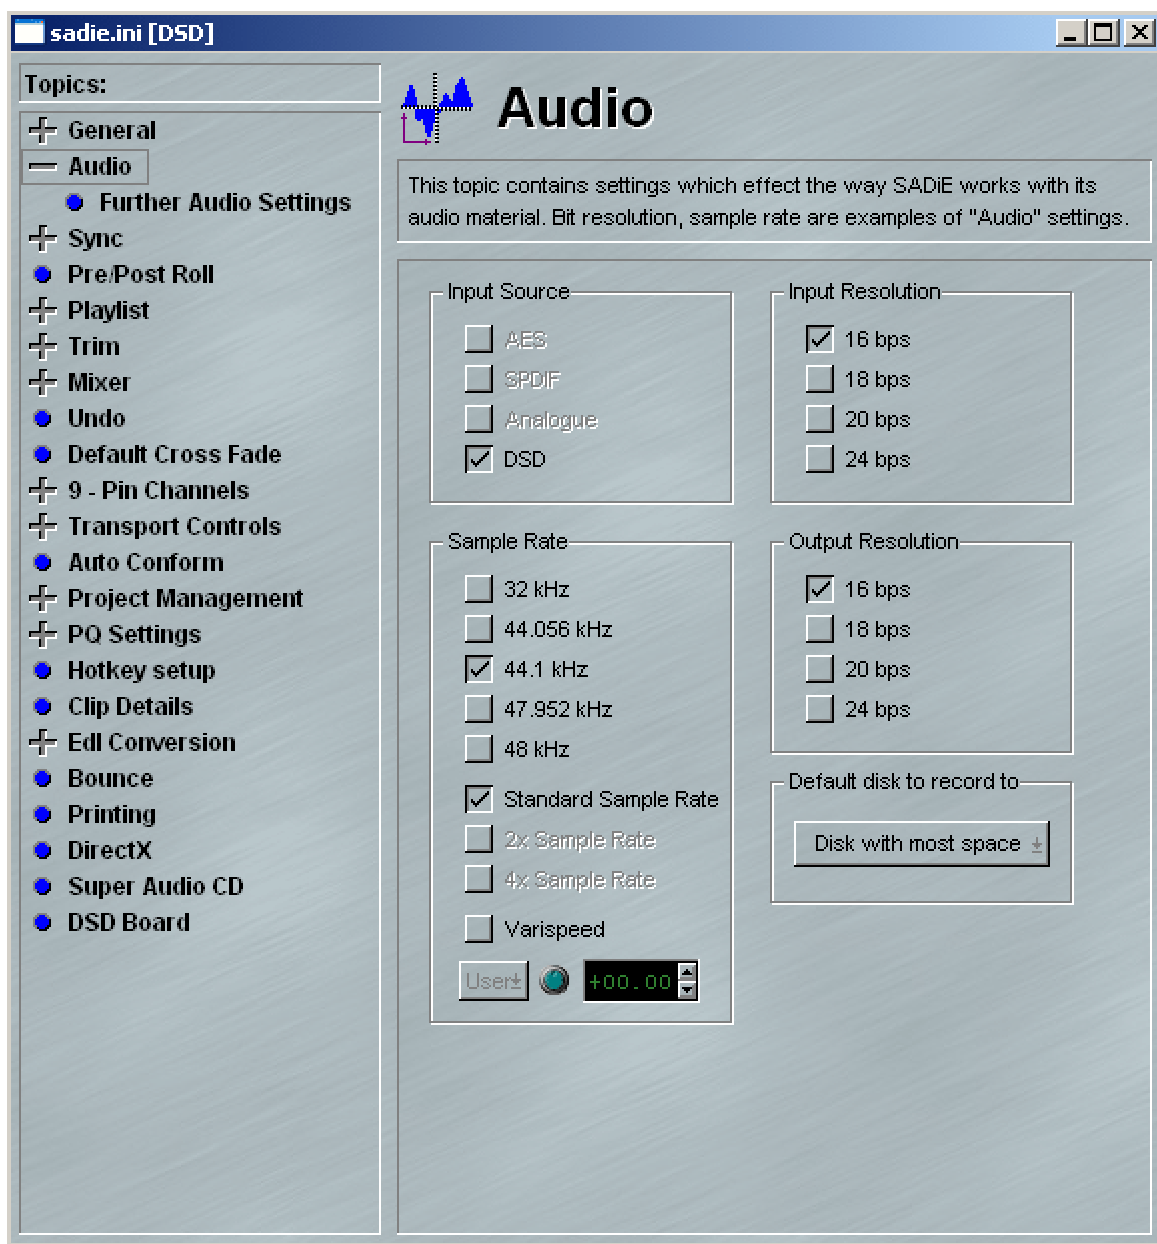 sadie.ini [DSD]
Topics:
General
Audio
Further Audio Settings
Sync
Pre/Post Roll
Playlist
Trim
Mixer
Undo
Default Cross Fade
9 - Pin Channels
Transport Controls
Auto Conform
Project Management
PQ Settings
Hotkey setup
Clip Details
Edl Conversion
Bounce
Printing
DirectX
Super Audio CD
DSD Board
Audio
This topic contains settings which effect the way SADiE works with its
audio material. Bit resolution, sample rate are examples of "Audio" settings.
Input Source
AES
SPDIF
Analogue
DSD
Input Resolution
16 bps
18 bps
20 bps
24 bps
Sample Rate
32 kHz
44.056 kHz
44.1 kHz
47.952 kHz
48 kHz
Standard Sample Rate
2x Sample Rate
4x Sample Rate
Varispeed
User
+00.00
Output Resolution
16 bps
18 bps
20 bps
24 bps
Default disk to record to
Disk with most space